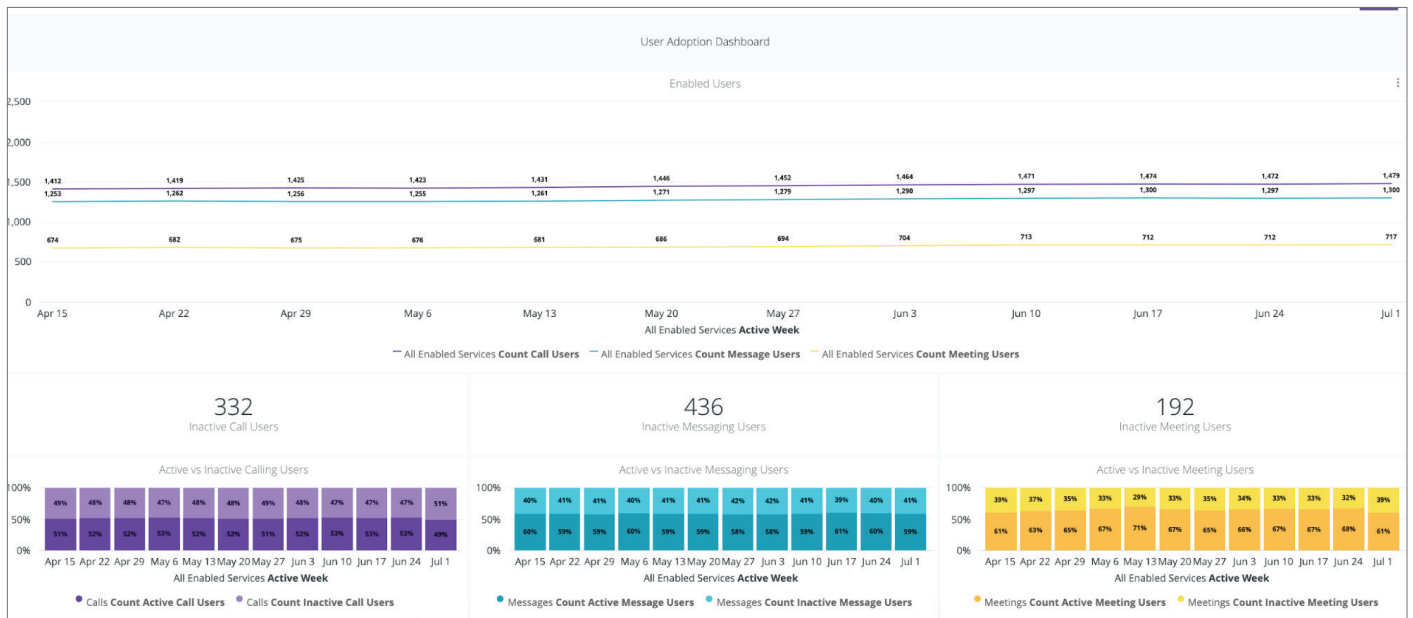 User Adoption Dashboard
Enabled Users
2,500
2,000
1,500
1,000
500
0
1,412 1,419 1,425 1,423 1,431 1,446 1,452 1,464 1,471 1,474 1,472 1,479
1,253 1,262 1,256 1,255 1,261 1,271 1,279 1,290 1,297 1,300 1,297 1,300
674 682 675 676 681 686 694 704 713 712 712 717
Apr 15 Apr 22 Apr 29 May 6 May 13 May 20 May 27 Jun 3 Jun 10 Jun 17 Jun 24 Jul 1
All Enabled Services Active Week
All Enabled Services Count Call Users All Enabled Services Count Message Users All Enabled Services Count Meeting Users
332
Inactive Call Users
Active vs Inactive Calling Users
100%
50%
0%
49% 48% 48% 47% 48% 48% 49% 48% 47% 47% 47% 51%
51% 52% 52% 53% 52% 52% 51% 52% 53% 53% 53% 49%
Apr 15 Apr 22 Apr 29 May 6 May 13 May 20 May 27 Jun 3 Jun 10 Jun 17 Jun 24 Jul 1
All Enabled Services Active Week
Calls Count Active Call Users Calls Count Inactive Call Users
436
Inactive Messaging Users
Active vs Inactive Messaging Users
100%
50%
0%
40% 41% 41% 40% 41% 41% 42% 42% 41% 39% 40% 41%
60% 59% 59% 60% 59% 59% 58% 58% 59% 61% 60% 59%
Apr 15 Apr 22 Apr 29 May 6 May 13 May 20 May 27 Jun 3 Jun 10 Jun 17 Jun 24 Jul 1
All Enabled Services Active Week
Messages Count Active Message Users Messages Count Inactive Message Users
192
Inactive Meeting Users
Active vs Inactive Meeting Users
100%
50%
0%
39% 37% 35% 33% 29% 33% 35% 34% 33% 33% 32% 39%
61% 63% 65% 67% 71% 67% 65% 66% 67% 67% 68% 61%
Apr 15 Apr 22 Apr 29 May 6 May 13 May 20 May 27 Jun 3 Jun 10 Jun 17 Jun 24 Jul 1
All Enabled Services Active Week
Meetings Count Active Meeting Users Meetings Count Inactive Meeting Users